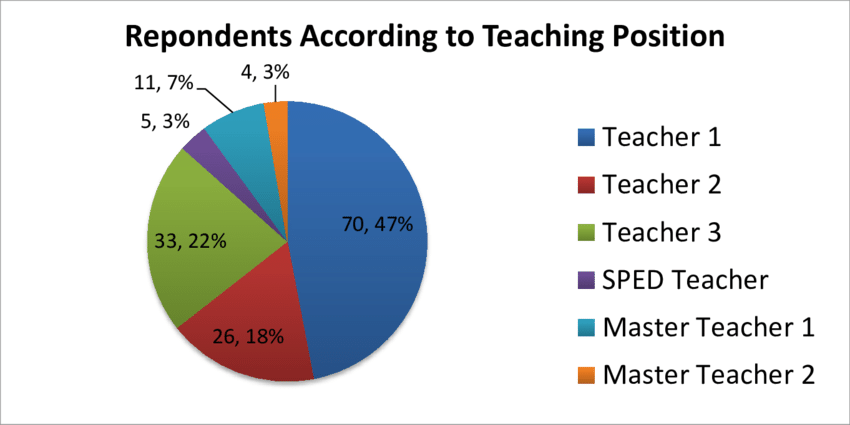 Repondents According to Teaching Position
4, 3%
11, 7%
5, 3%
70, 47%
33, 22%
26, 18%
Teacher 1
Teacher 2
Teacher 3
SPED Teacher
Master Teacher 1
Master Teacher 2